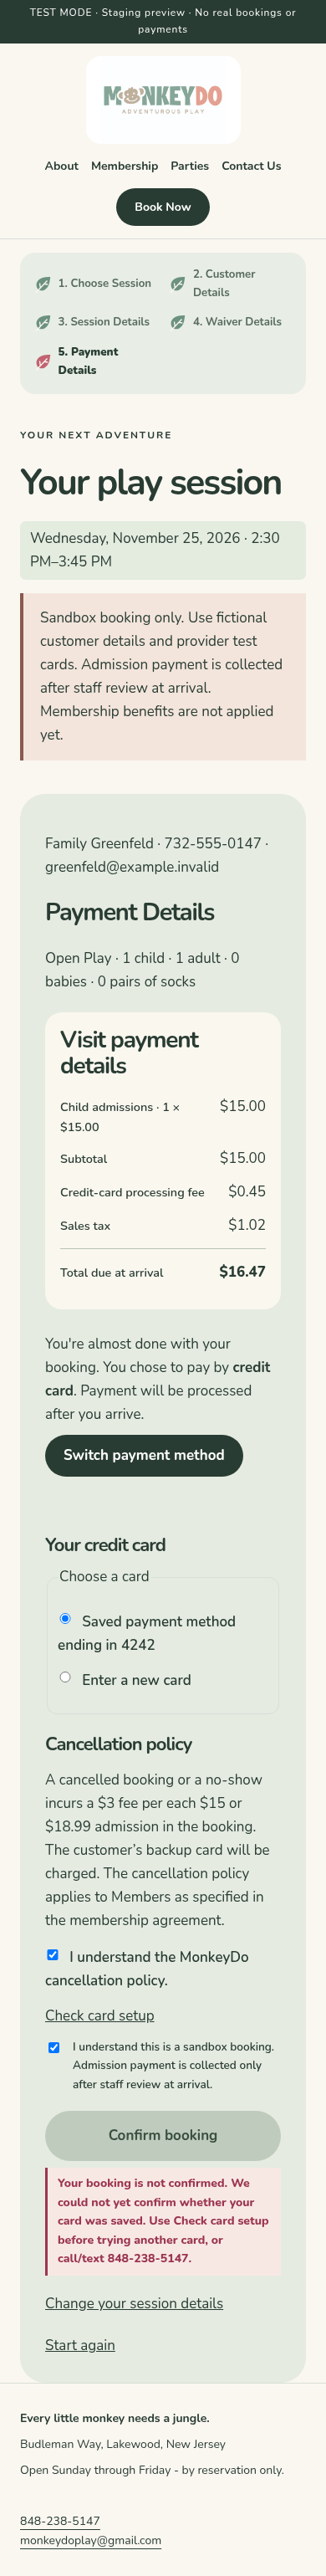 TEST MODE · Staging preview · No real bookings or
payments
MONKEYDO
ADVENTUROUS PLAY
About Membership Parties Contact Us
Book Now
1. Choose Session
2. Customer
Details
3. Session Details
4. Waiver Details
5. Payment
Details
YOUR NEXT ADVENTURE
Your play session
Wednesday, November 25, 2026 · 2:30
PM–3:45 PM
Sandbox booking only. Use fictional
customer details and provider test
cards. Admission payment is collected
after staff review at arrival.
Membership benefits are not applied
yet.
Family Greenfeld · 732-555-0147 ·
greenfeld@example.invalid
Payment Details
Open Play · 1 child · 1 adult · 0
babies · 0 pairs of socks
Visit payment
details
Child admissions · 1 ×
$15.00
$15.00
Subtotal $15.00
Credit-card processing fee $0.45
Sales tax $1.02
Total due at arrival $16.47
You're almost done with your
booking. You chose to pay by credit
card. Payment will be processed
after you arrive.
Switch payment method
Your credit card
Choose a card
Saved payment method
ending in 4242
Enter a new card
Cancellation policy
A cancelled booking or a no-show
incurs a $3 fee per each $15 or
$18.99 admission in the booking.
The customer’s backup card will be
charged. The cancellation policy
applies to Members as specified in
the membership agreement.
I understand the MonkeyDo
cancellation policy.
Check card setup
I understand this is a sandbox booking.
Admission payment is collected only
after staff review at arrival.
Confirm booking
Your booking is not confirmed. We
could not yet confirm whether your
card was saved. Use Check card setup
before trying another card, or
call/text 848-238-5147.
Change your session details
Start again
Every little monkey needs a jungle.
Budleman Way, Lakewood, New Jersey
Open Sunday through Friday - by reservation only.
848-238-5147
monkeydoplay@gmail.com